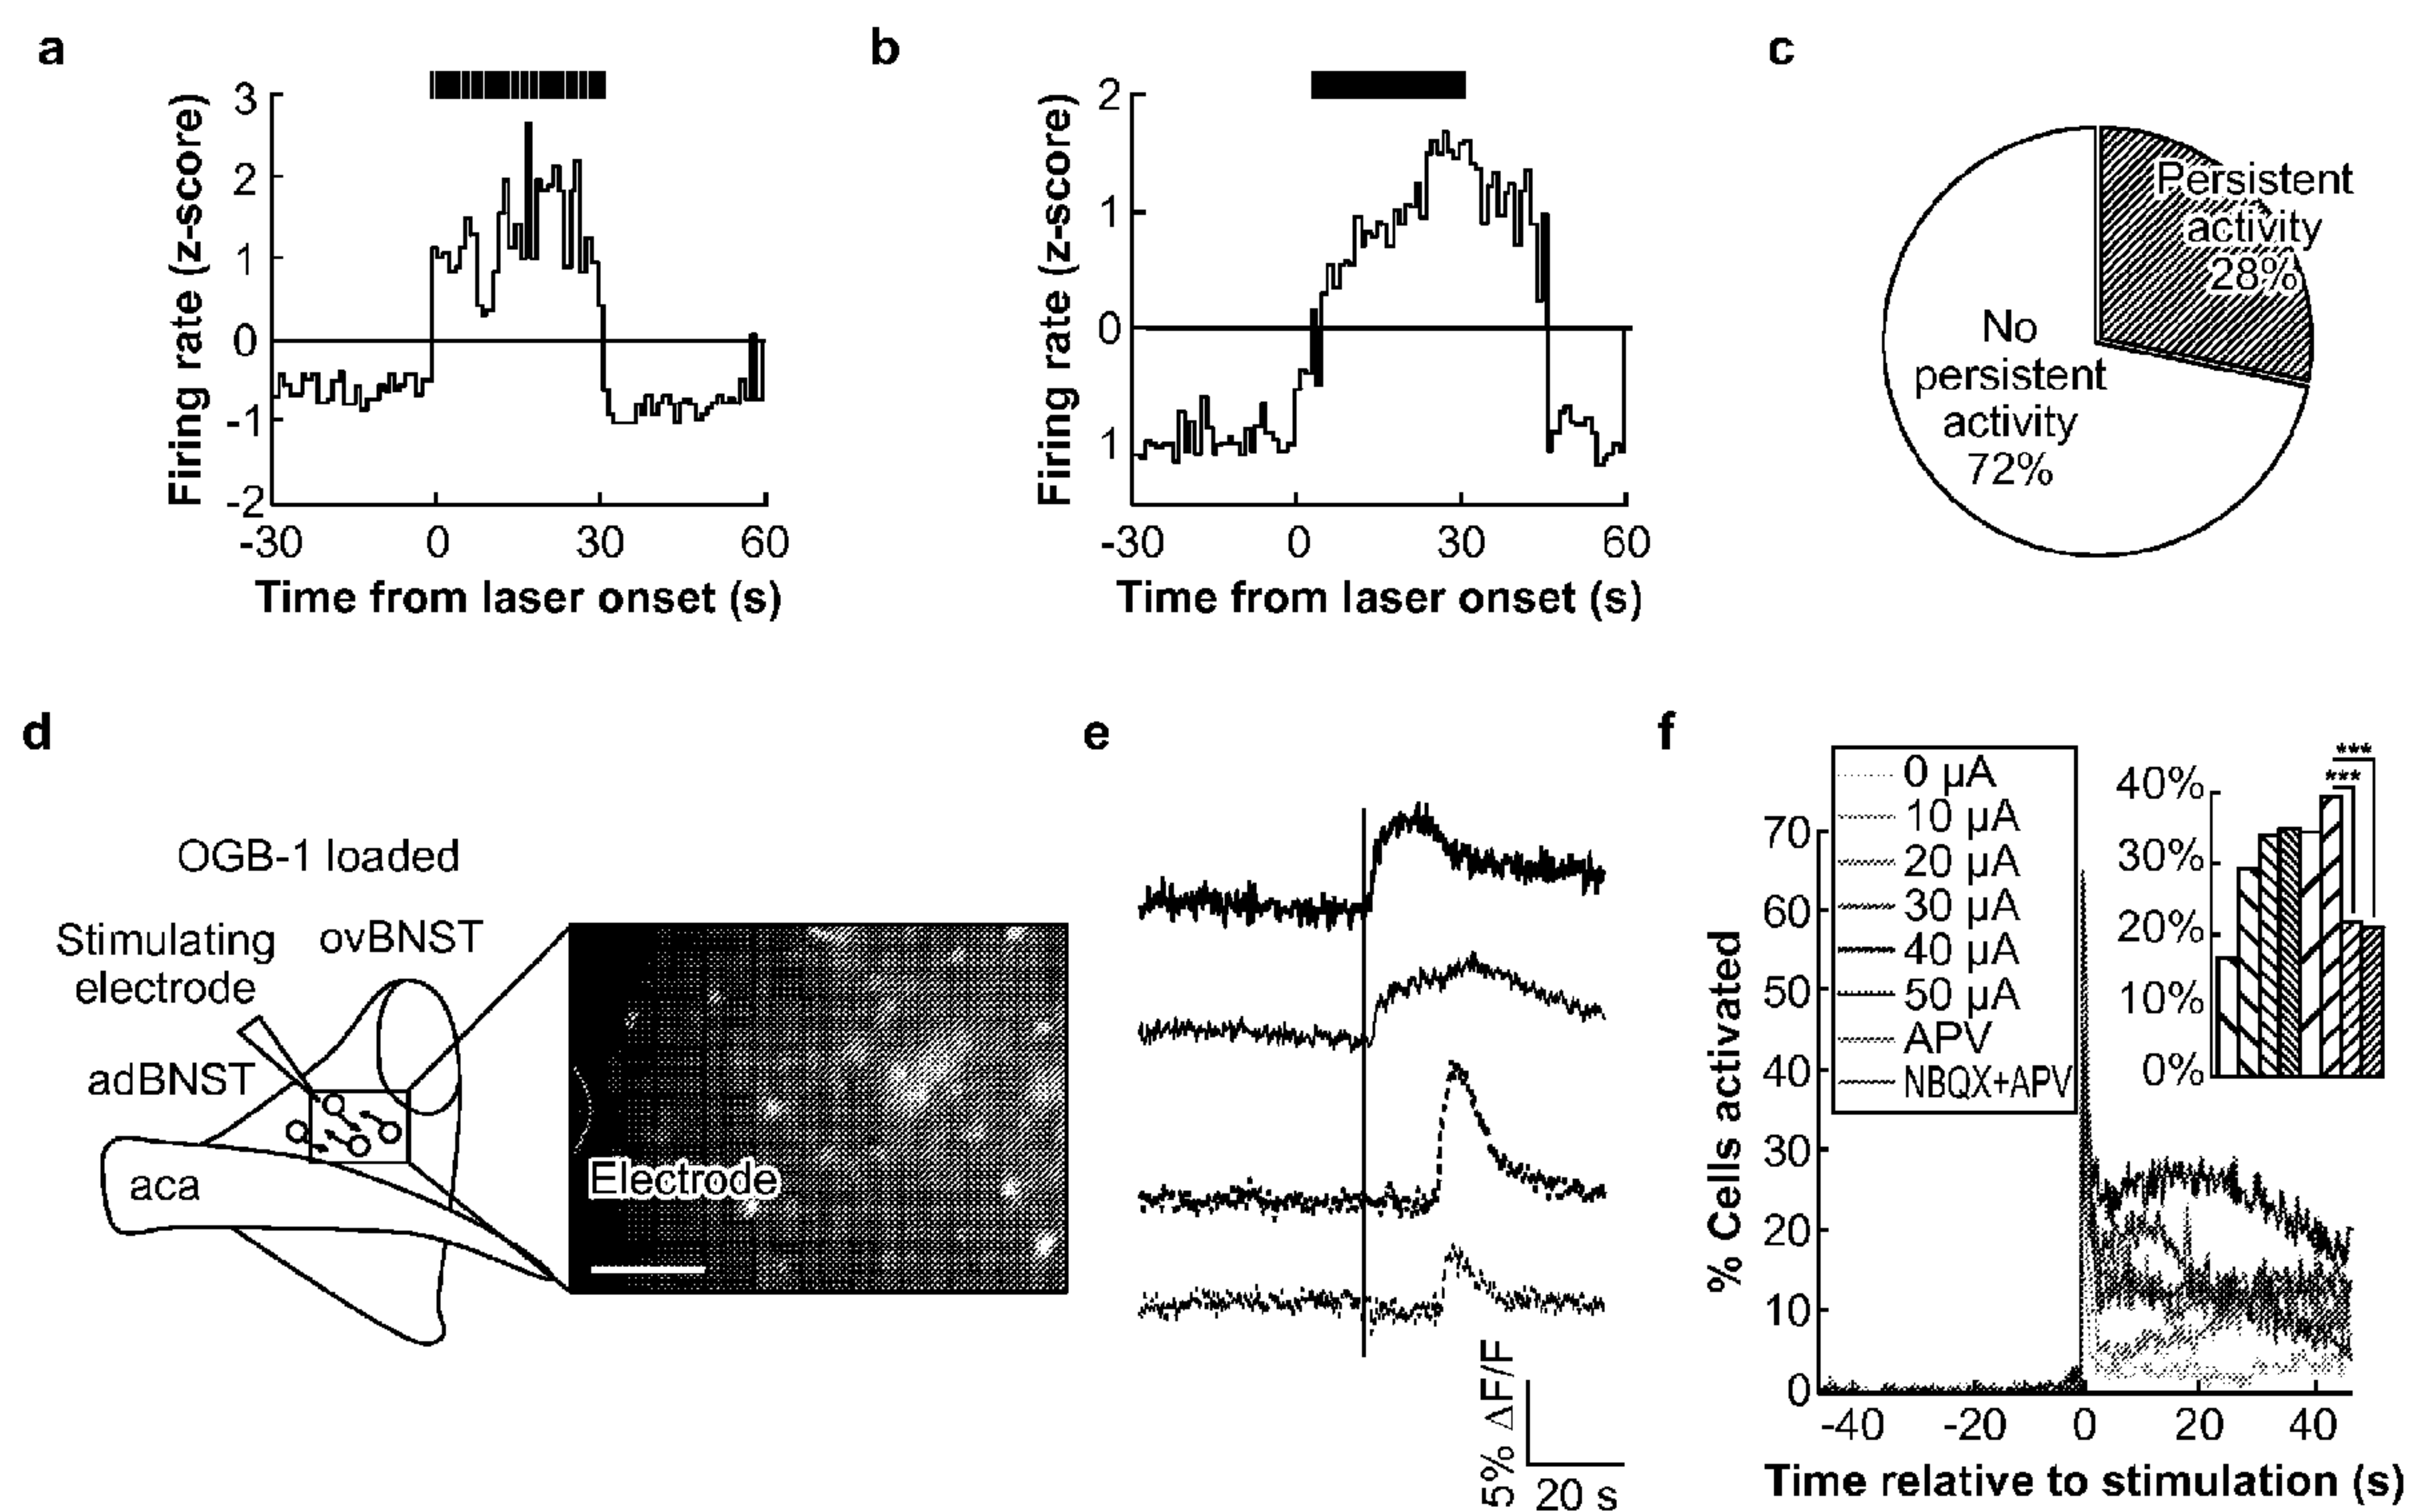 a
Firing rate (z-score)
3
2
1
0
-1
-2
-30 0 30 60
Time from laser onset (s)
b
Firing rate (z-score)
2
1
0
1
-30 0 30 60
Time from laser onset (s)
c
Persistent
activity
28%
No
persistent
activity
72%
d
OGB-1 loaded
Stimulating
electrode
ovBNST
adBNST
aca
Electrode
e
5% ΔF/F
20 s
f
% Cells activated
70
60
50
40
30
20
10
0
0 µA
10 µA
20 µA
30 µA
40 µA
50 µA
APV
NBQX+APV
40%
30%
20%
10%
0%
***
***
-40 -20 0 20 40
Time relative to stimulation (s)